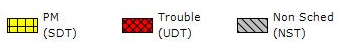 PM
(SDT)
Trouble
(UDT)
Non Sched
(NST)